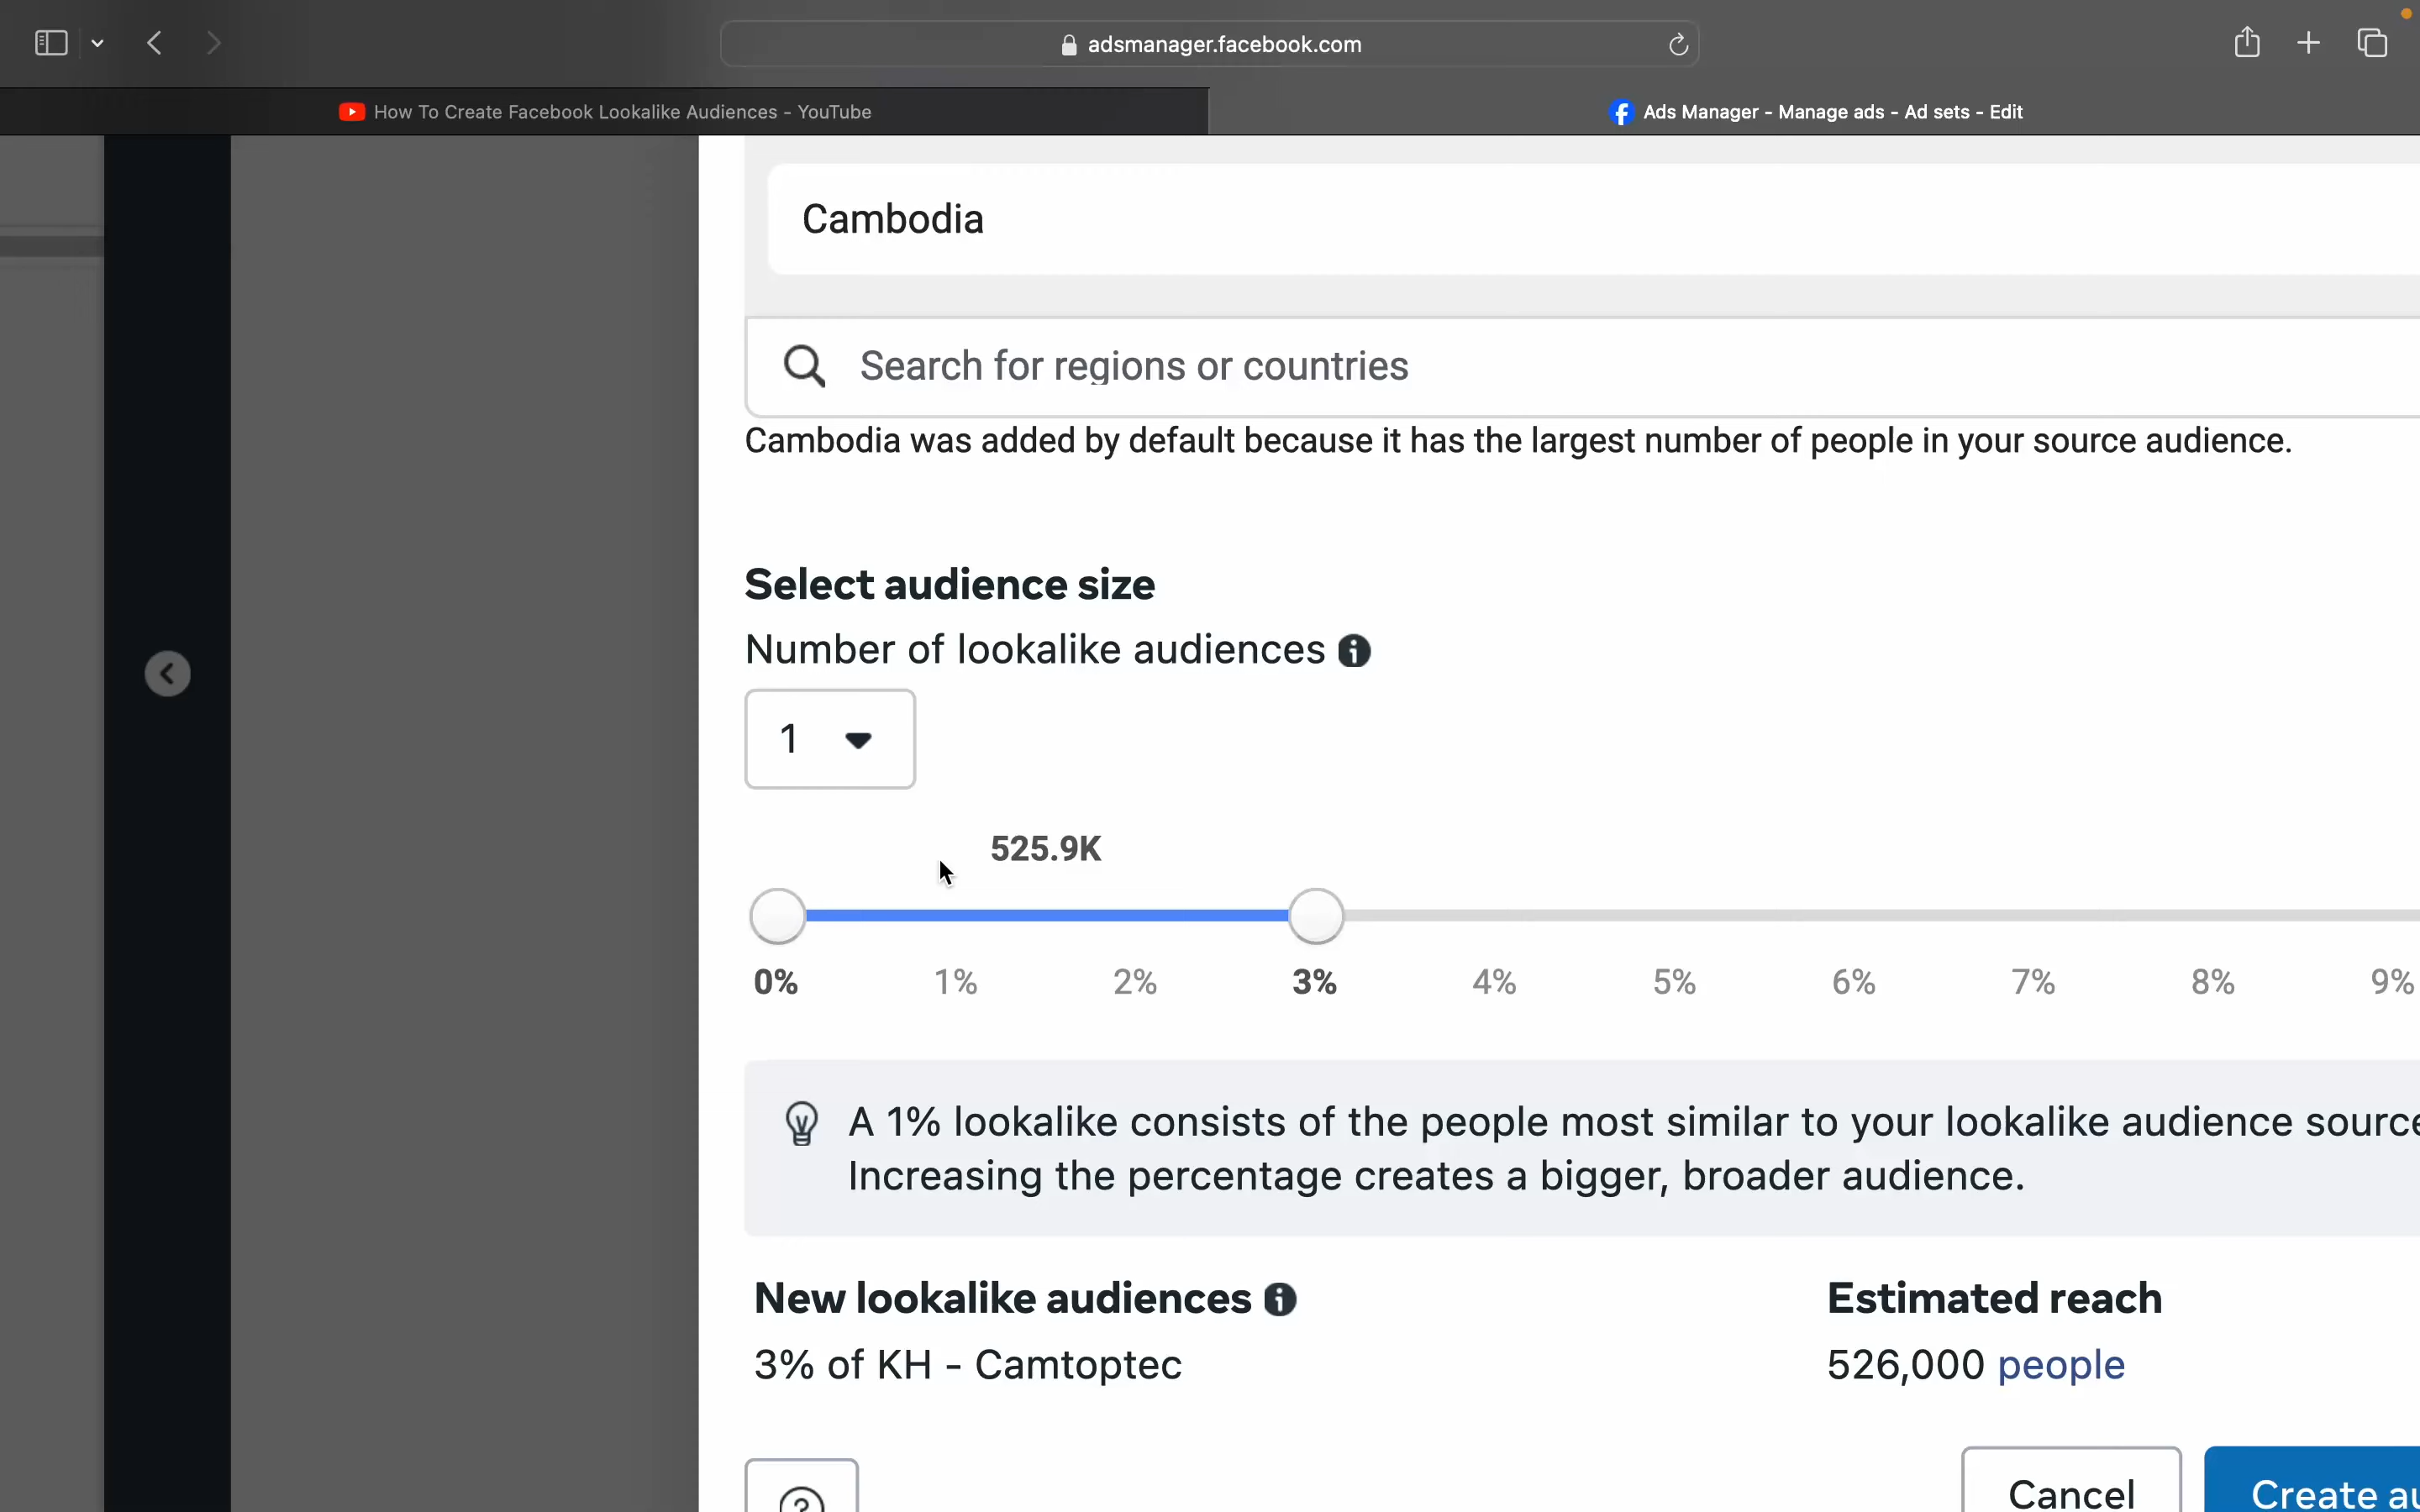 adsmanager.facebook.com
How To Create Facebook Lookalike Audiences - YouTube
Ads Manager - Manage ads - Ad sets - Edit
Cambodia
Search for regions or countries
Cambodia was added by default because it has the largest number of people in your source audience.
Select audience size
Number of lookalike audiences
1
525.9K
0% 1% 2% 3% 4% 5% 6% 7% 8% 9%
A 1% lookalike consists of the people most similar to your lookalike audience source
Increasing the percentage creates a bigger, broader audience.
New lookalike audiences Estimated reach
3% of KH - Camtoptec 526,000 people
Cancel Create au